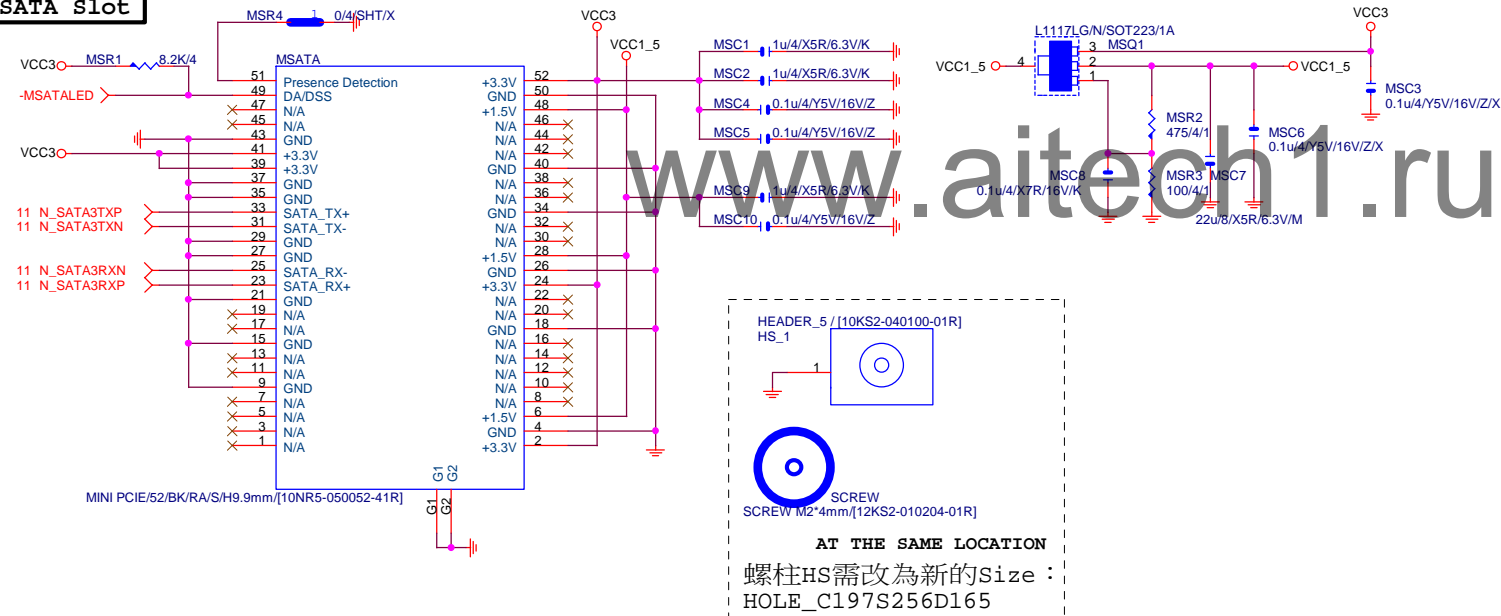 SATA Slot
MSR4 1 0/4/SHT/X
VCC3 MSR1 8.2K/4
-MSATALED
VCC3
11 N_SATA3TXP
11 N_SATA3TXN
11 N_SATA3RXN
11 N_SATA3RXP
MSATA
51 Presence Detection +3.3V 52
49 DA/DSS GND 50
47 N/A +1.5V 48
45 N/A N/A 46
43 GND N/A 44
41 +3.3V N/A 42
39 +3.3V GND 40
37 GND N/A 38
35 GND N/A 36
33 SATA_TX+ GND 34
31 SATA_TX- N/A 32
29 GND N/A 30
27 GND +1.5V 28
25 SATA_RX- GND 26
23 SATA_RX+ +3.3V 24
21 GND N/A 22
19 N/A N/A 20
17 N/A GND 18
15 GND N/A 16
13 N/A N/A 14
11 N/A N/A 12
9 GND N/A 10
7 N/A N/A 8
5 N/A +1.5V 6
3 N/A GND 4
1 N/A +3.3V 2
G1 G2
G1 G2
MINI PCIE/52/BK/RA/S/H9.9mm/[10NR5-050052-41R]
VCC3
VCC1_5
MSC1 1u/4/X5R/6.3V/K
MSC2 1u/4/X5R/6.3V/K
MSC4 0.1u/4/Y5V/16V/Z
MSC5 0.1u/4/Y5V/16V/Z
MSC9 1u/4/X5R/6.3V/K
MSC10 0.1u/4/Y5V/16V/Z
L1117LG/N/SOT223/1A
MSQ1
VCC1_5 4
3
2
1
VCC3
VCC1_5
MSC3
0.1u/4/Y5V/16V/Z/X
MSR2
475/4/1
MSC6
0.1u/4/Y5V/16V/Z/X
MSC8
0.1u/4/X7R/16V/K
MSR3
100/4/1
MSC7
22u/8/X5R/6.3V/M
www.aitech1.ru
HEADER_5 / [10KS2-040100-01R]
HS_1
1
SCREW
SCREW M2*4mm/[12KS2-010204-01R]
AT THE SAME LOCATION
螺柱HS需改為新的Size：
HOLE_C197S256D165